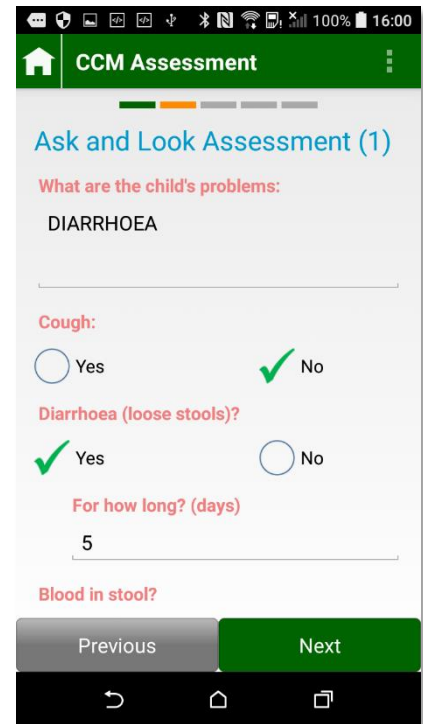 100% 16:00
CCM Assessment
Ask and Look Assessment (1)
What are the child's problems:
DIARRHOEA
Cough:
Yes No
Diarrhoea (loose stools)?
Yes No
For how long? (days)
5
Blood in stool?
Previous Next